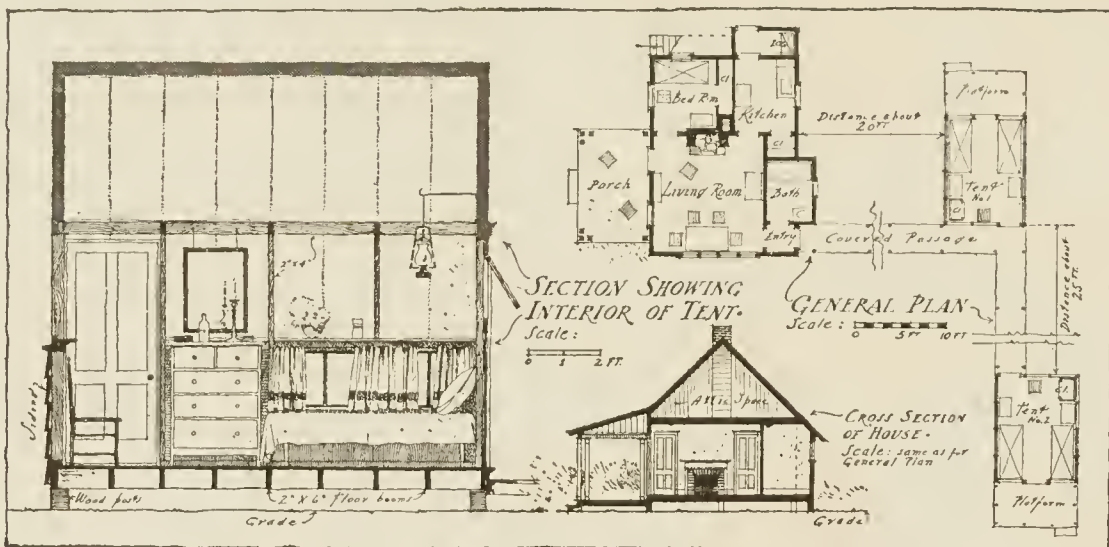 2" x 4"
Siding
Wood posts
2" X 6" floor beams
Grade
SECTION SHOWING
INTERIOR OF TENT.
Scale:
0 1 2 FT.
Bed Rm
Cl
Kitchen
Cl
Porch
Living Room
Bath
Entry
Distance about
20 FT
Covered Passage
GENERAL PLAN
Scale:
0 5 FT 10 FT
Platform
Tent
No. 1
Cl
Distance about
25 FT.
Cl.
Tent
No. 2
Platform
Attic Space
CROSS SECTION
OF HOUSE.
Scale: same as for
General Plan
Grade